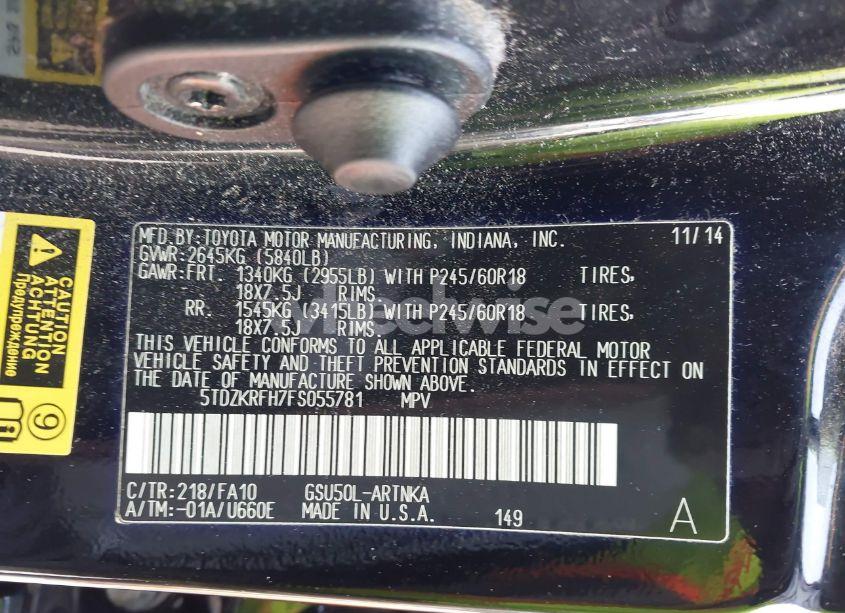 MFD.BY:TOYOTA MOTOR MANUFACTURING, INDIANA, INC. 11/14
GVWR:2645KG (5840LB)
GAWR:FRT. 1340KG (2955LB) WITH P245/60R18 TIRES,
18X7.5J RIMS.
RR. 1545KG (3415LB) WITH P245/60R18 TIRES,
18X7.5J RIMS.
THIS VEHICLE CONFORMS TO ALL APPLICABLE FEDERAL MOTOR
VEHICLE SAFETY AND THEFT PREVENTION STANDARDS IN EFFECT ON
THE DATE OF MANUFACTURE SHOWN ABOVE.
5TDZKRFH7FS055781 MPV
C/TR:218/FA10 GSU50L-ARTNKA
A/TM:-01A/U660E MADE IN U.S.A. 149 A
CAUTION
ATTENTION
ACHTUNG
Предупреждение
9
wheelwise